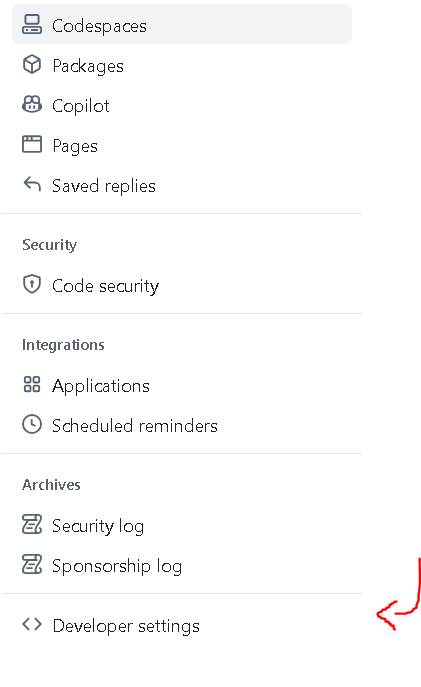 Codespaces
Packages
Copilot
Pages
Saved replies
Security
Code security
Integrations
Applications
Scheduled reminders
Archives
Security log
Sponsorship log
Developer settings